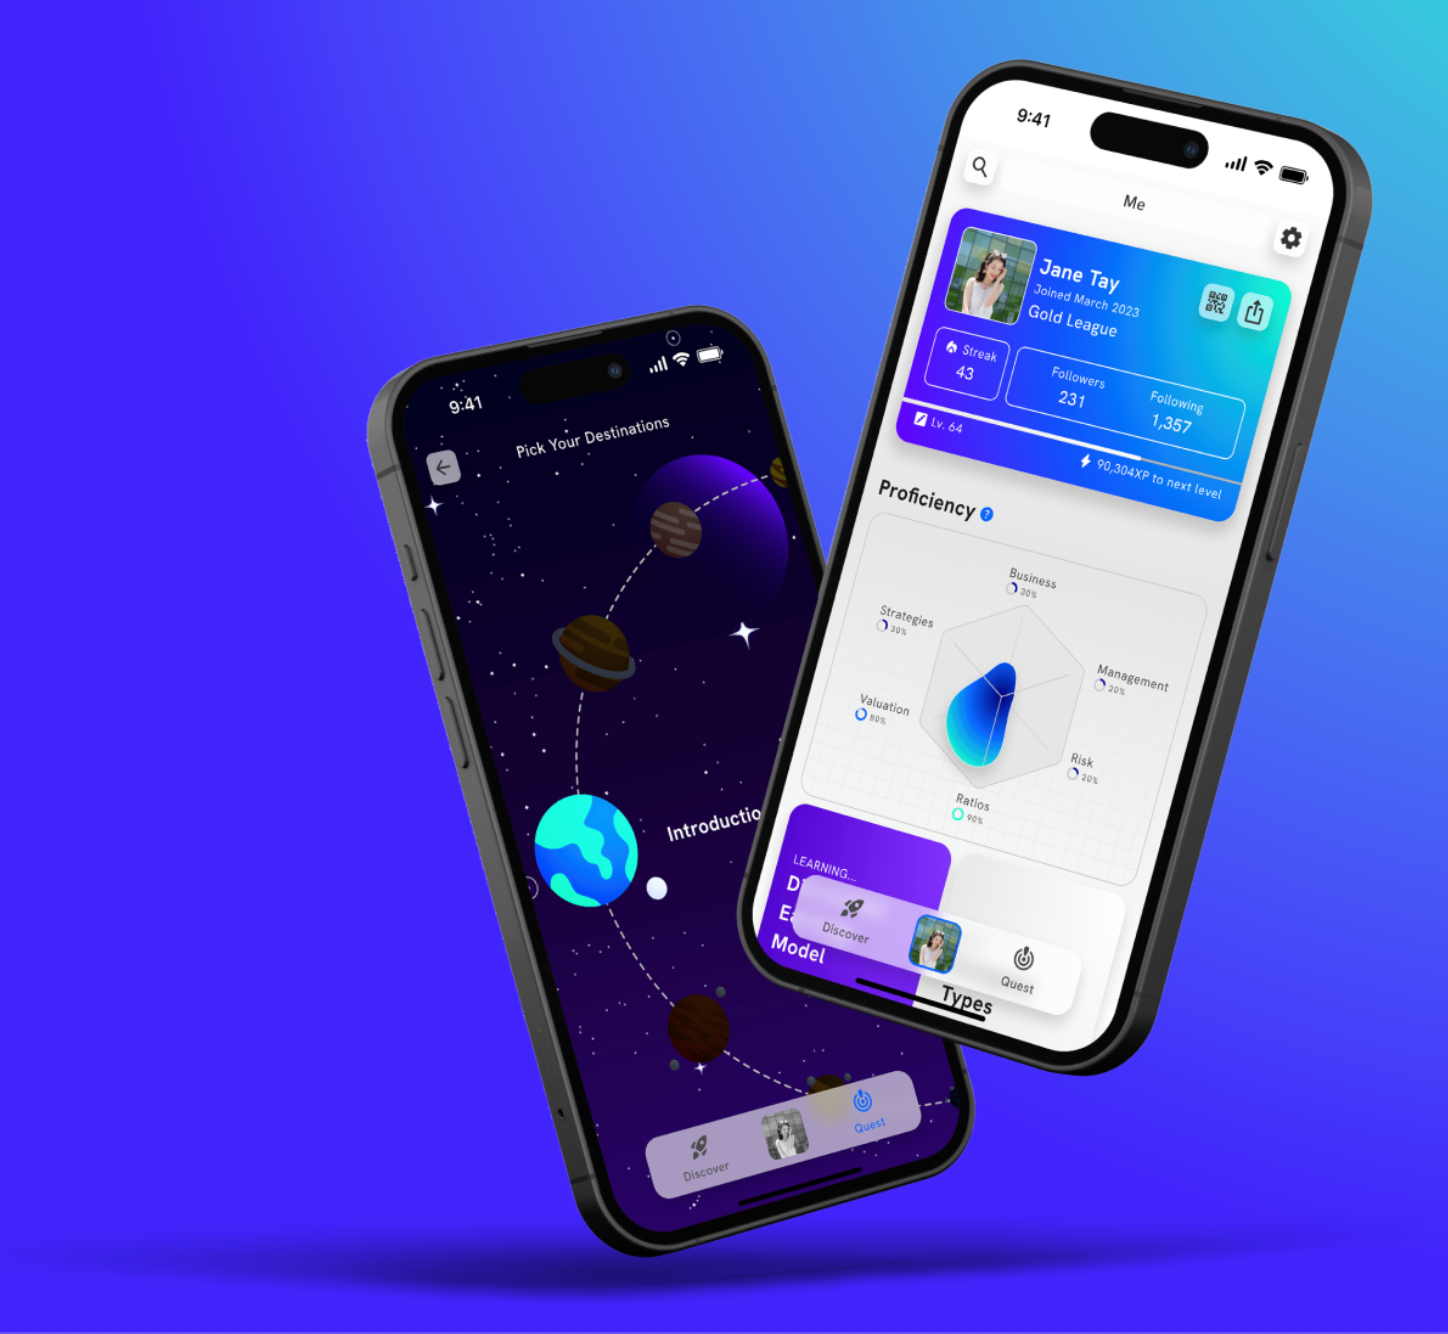 9:41
Pick Your Destinations
Discover
Quest
9:41
Me
Jane Tay
Joined March 2023
Gold League
Streak
43
Followers
231
Following
1,357
Lv. 64
90,304XP to next level
Proficiency ?
Business
30%
Strategies
30%
Management
20%
Valuation
80%
Risk
20%
Ratios
90%
LEARNING...
Model
Types
Discover
Quest